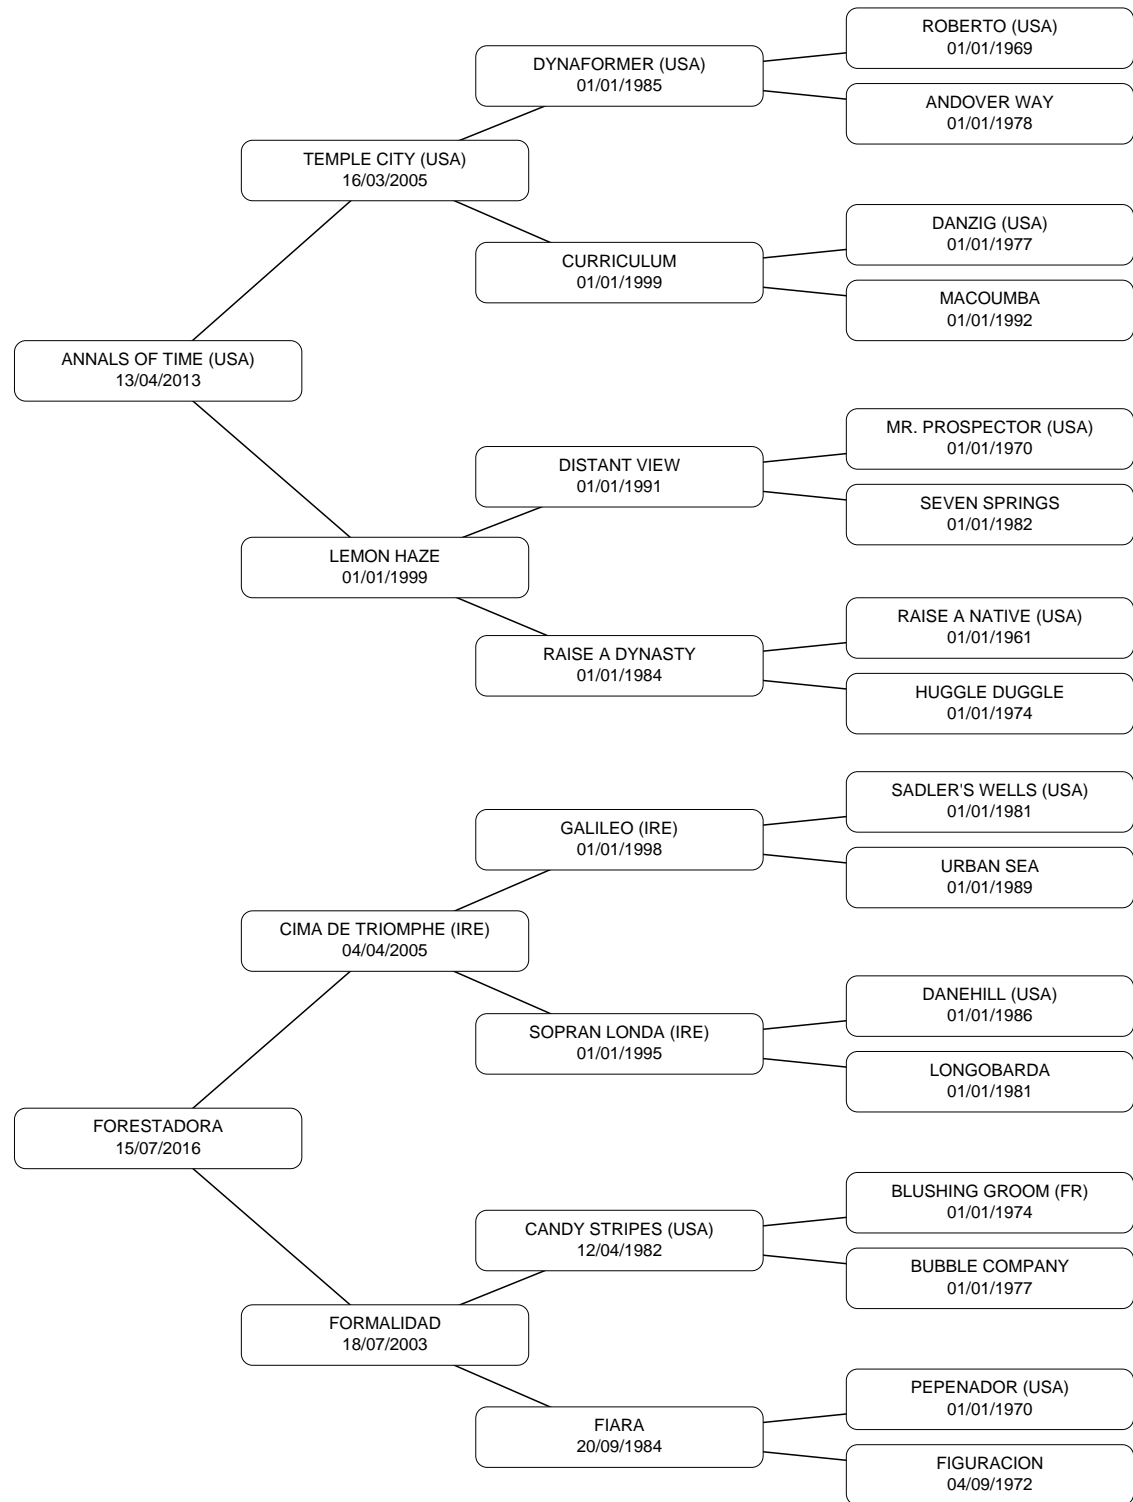 ROBERTO (USA)
01/01/1969
DYNAFORMER (USA)
01/01/1985
ANDOVER WAY
01/01/1978
TEMPLE CITY (USA)
16/03/2005
DANZIG (USA)
01/01/1977
CURRICULUM
01/01/1999
MACOUMBA
01/01/1992
ANNALS OF TIME (USA)
13/04/2013
MR. PROSPECTOR (USA)
01/01/1970
DISTANT VIEW
01/01/1991
SEVEN SPRINGS
01/01/1982
LEMON HAZE
01/01/1999
RAISE A NATIVE (USA)
01/01/1961
RAISE A DYNASTY
01/01/1984
HUGGLE DUGGLE
01/01/1974
SADLER'S WELLS (USA)
01/01/1981
GALILEO (IRE)
01/01/1998
URBAN SEA
01/01/1989
CIMA DE TRIOMPHE (IRE)
04/04/2005
DANEHILL (USA)
01/01/1986
SOPRAN LONDA (IRE)
01/01/1995
LONGOBARDA
01/01/1981
FORESTADORA
15/07/2016
BLUSHING GROOM (FR)
01/01/1974
CANDY STRIPES (USA)
12/04/1982
BUBBLE COMPANY
01/01/1977
FORMALIDAD
18/07/2003
PEPENADOR (USA)
01/01/1970
FIARA
20/09/1984
FIGURACION
04/09/1972